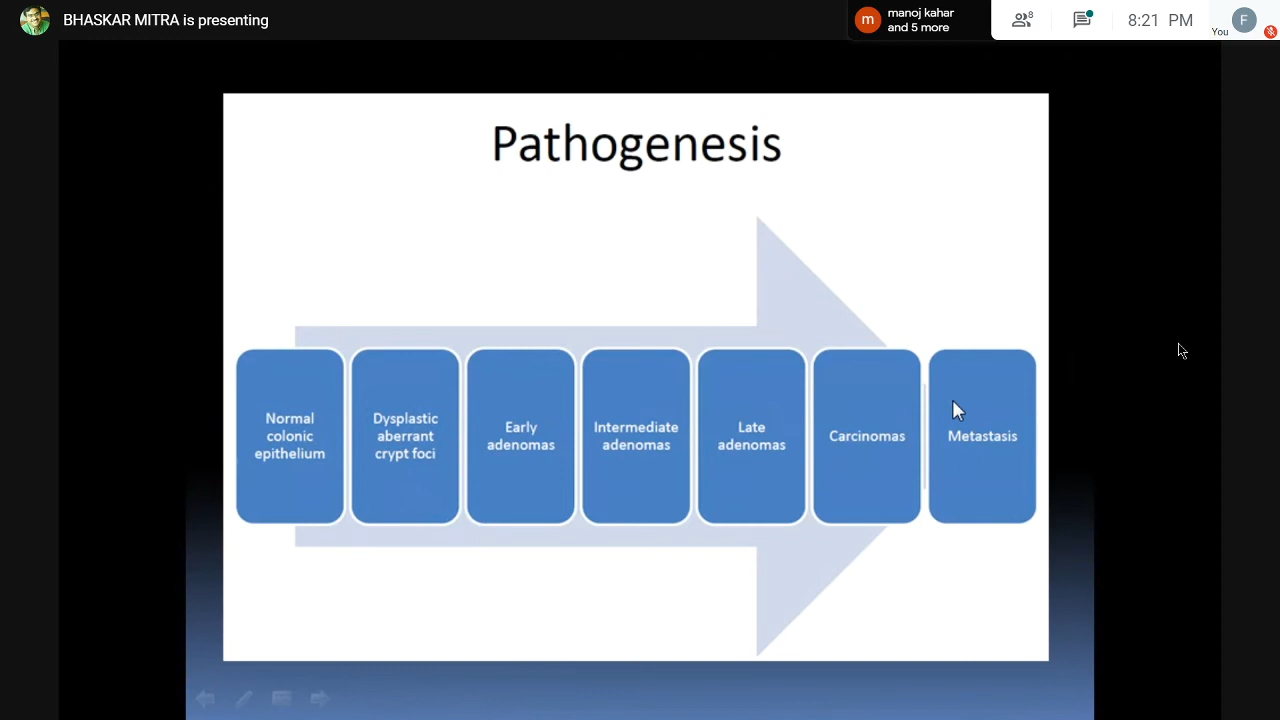 BHASKAR MITRA is presenting
m
manoj kahar
and 5 more
8
8:21 PM
You
F
Pathogenesis
Normal
colonic
epithelium
Dysplastic
aberrant
crypt foci
Early
adenomas
Intermediate
adenomas
Late
adenomas
Carcinomas
Metastasis